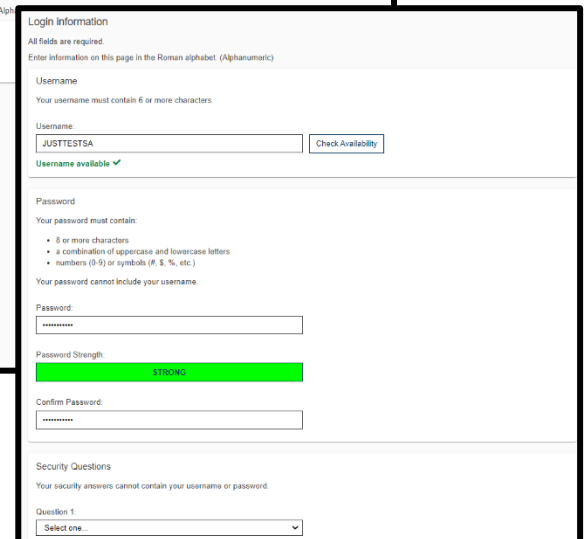 Alph
Login information
All fields are required.
Enter information on this page in the Roman alphabet. (Alphanumeric)
Username
Your username must contain 6 or more characters.
Username:
JUSTTESTSA
Check Availability
Username available ✓
Password
Your password must contain:
• 8 or more characters
• a combination of uppercase and lowercase letters
• numbers (0-9) or symbols (#, $, %, etc.)
Your password cannot include your username.
Password:
•••••••••••
Password Strength:
STRONG
Confirm Password:
•••••••••••
Security Questions
Your security answers cannot contain your username or password.
Question 1:
Select one...